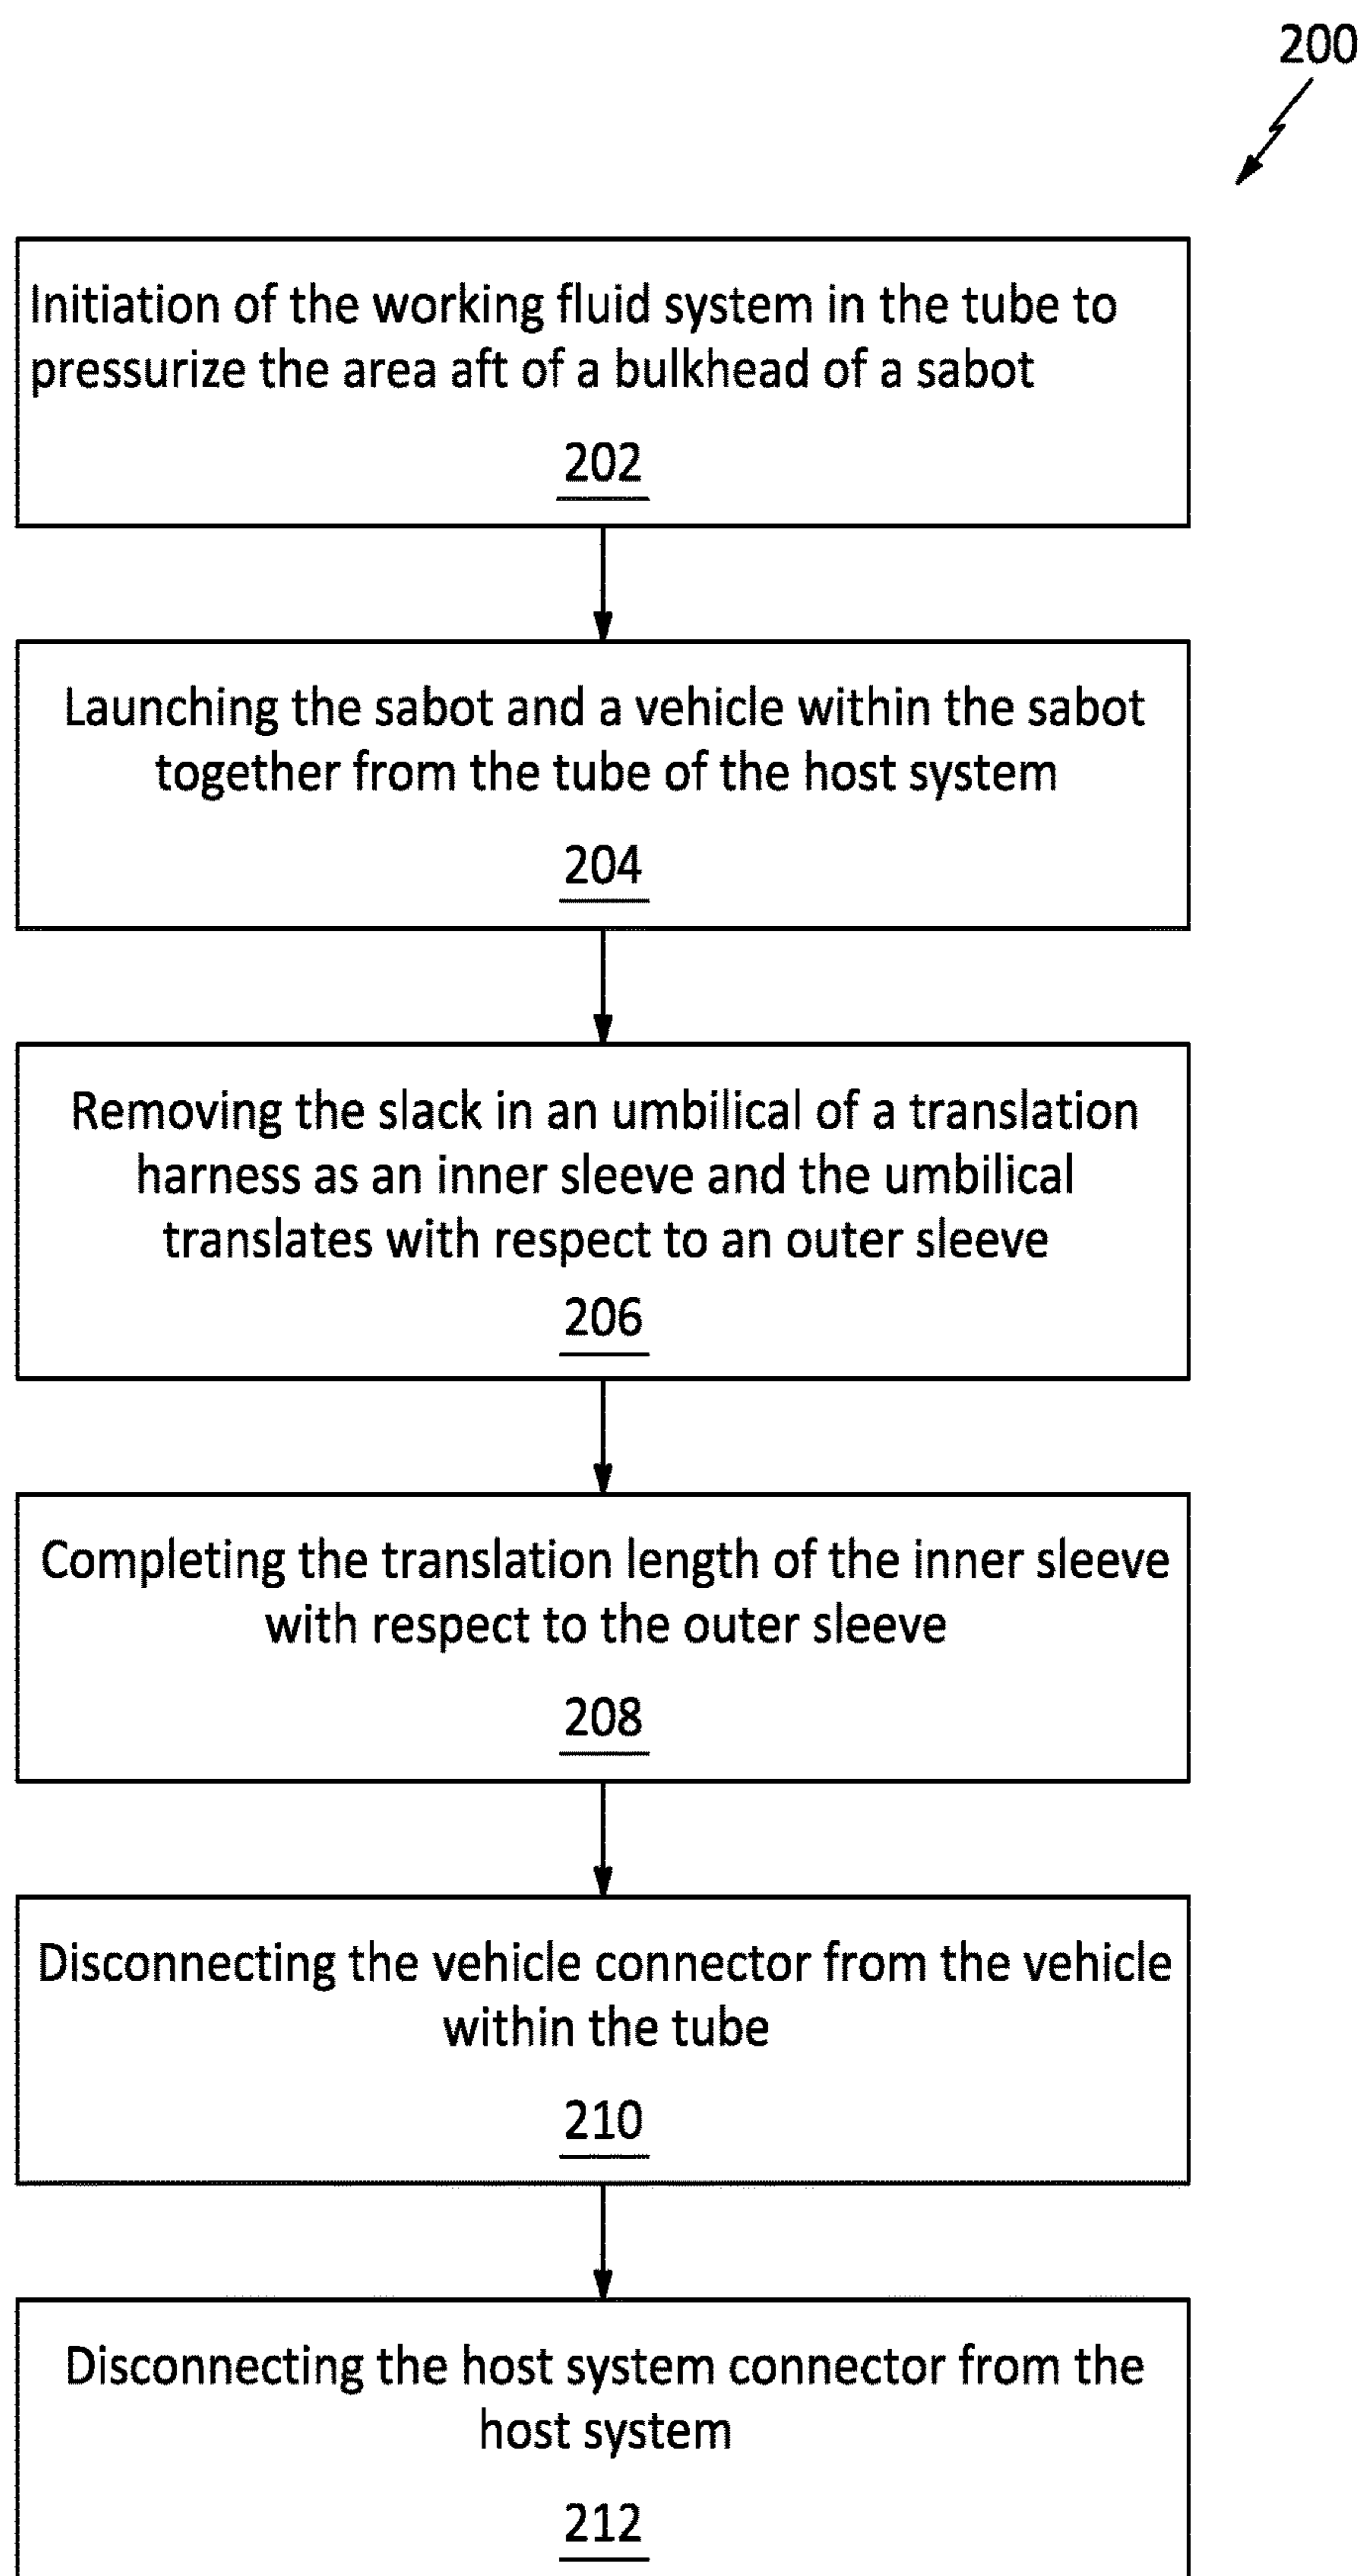 200
Initiation of the working fluid system in the tube to
pressurize the area aft of a bulkhead of a sabot
202
Launching the sabot and a vehicle within the sabot
together from the tube of the host system
204
Removing the slack in an umbilical of a translation
harness as an inner sleeve and the umbilical
translates with respect to an outer sleeve
206
Completing the translation length of the inner sleeve
with respect to the outer sleeve
208
Disconnecting the vehicle connector from the vehicle
within the tube
210
Disconnecting the host system connector from the
host system
212